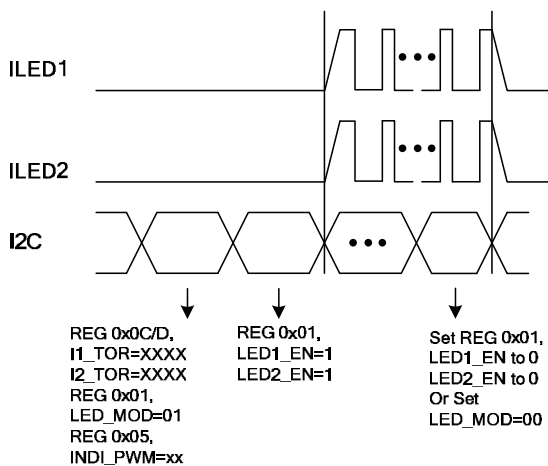 ILED1
ILED2
I2C
REG 0x0C/D,
I1_TOR=XXXX
I2_TOR=XXXX
REG 0x01,
LED_MOD=01
REG 0x05,
INDI_PWM=xx
REG 0x01,
LED1_EN=1
LED2_EN=1
Set REG 0x01,
LED1_EN to 0
LED2_EN to 0
Or Set
LED_MOD=00